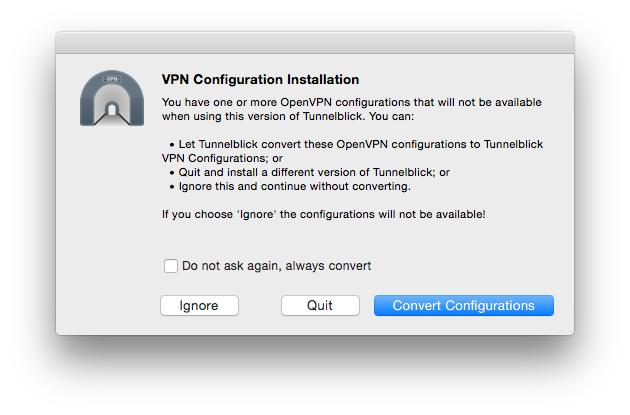 VPN
VPN Configuration Installation
You have one or more OpenVPN configurations that will not be available
when using this version of Tunnelblick. You can:
• Let Tunnelblick convert these OpenVPN configurations to Tunnelblick
VPN Configurations; or
• Quit and install a different version of Tunnelblick; or
• Ignore this and continue without converting.
If you choose 'Ignore' the configurations will not be available!
Do not ask again, always convert
Ignore
Quit
Convert Configurations